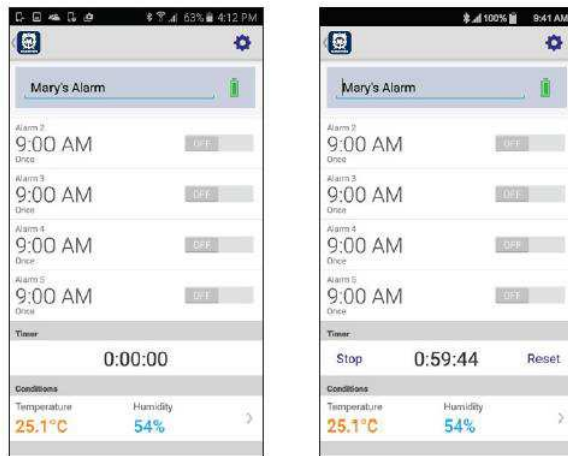 63% 4:12 PM
Mary's Alarm
Alarm 2
9:00 AM
OFF
Once
Alarm 3
9:00 AM
OFF
Once
Alarm 4
9:00 AM
OFF
Once
Alarm 5
9:00 AM
OFF
Once
Timer
0:00:00
Conditions
Temperature Humidity
25.1°C 54%
100% 9:41 AM
Mary's Alarm
Alarm 2
9:00 AM
OFF
Once
Alarm 3
9:00 AM
OFF
Once
Alarm 4
9:00 AM
OFF
Once
Alarm 5
9:00 AM
OFF
Once
Timer
Stop 0:59:44 Reset
Conditions
Temperature Humidity
25.1°C 54%